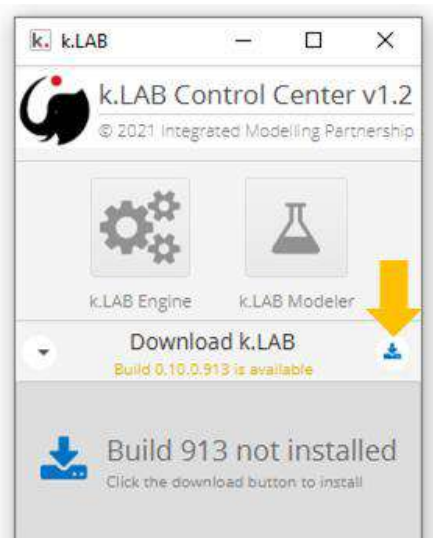 k. k.LAB
k.LAB Control Center v1.2
© 2021 Integrated Modelling Partnership
k.LAB Engine
k.LAB Modeler
Download k.LAB
Build 0.10.0.913 is available
Build 913 not installed
Click the download button to install